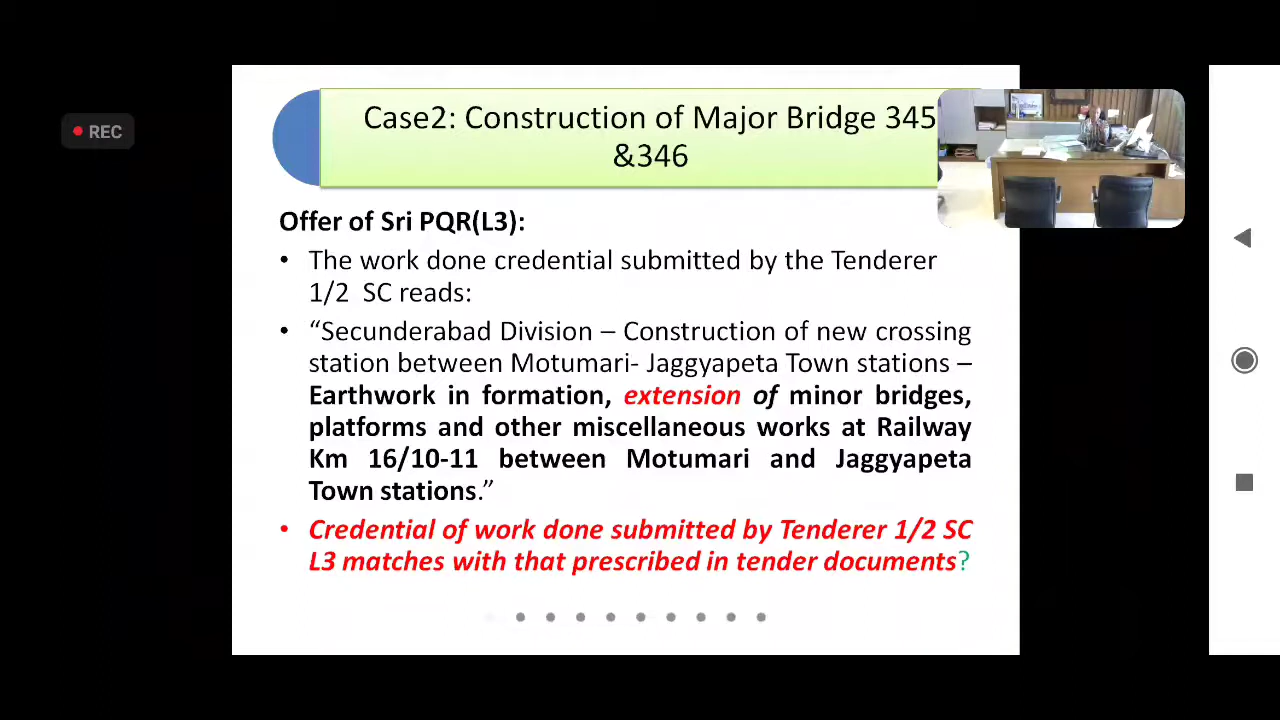 REC
Case2: Construction of Major Bridge 345
&346
Offer of Sri PQR(L3):
• The work done credential submitted by the Tenderer
1/2 SC reads:
• “Secunderabad Division – Construction of new crossing
station between Motumari- Jaggyapeta Town stations –
Earthwork in formation, extension of minor bridges,
platforms and other miscellaneous works at Railway
Km 16/10-11 between Motumari and Jaggyapeta
Town stations.”
• Credential of work done submitted by Tenderer 1/2 SC
L3 matches with that prescribed in tender documents?